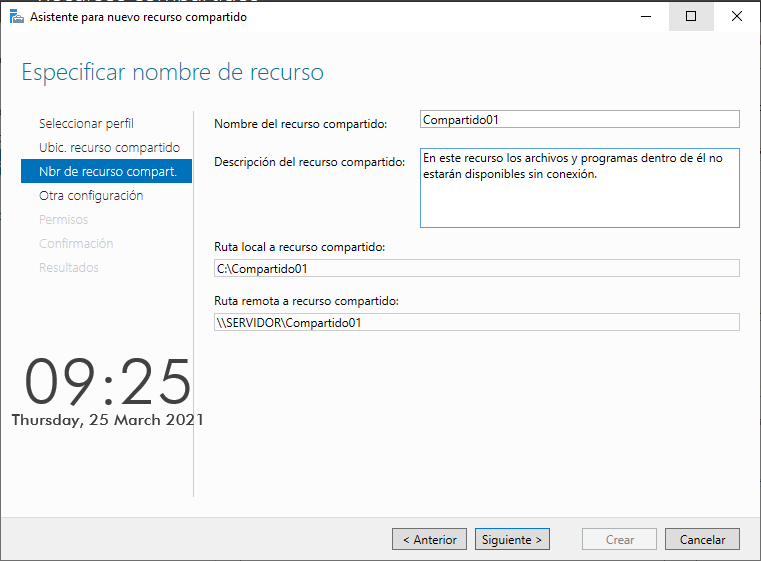 Asistente para nuevo recurso compartido
Especificar nombre de recurso
Seleccionar perfil
Ubic. recurso compartido
Nbr de recurso compart.
Otra configuración
Permisos
Confirmación
Resultados
Nombre del recurso compartido:
Compartido01
Descripción del recurso compartido:
En este recurso los archivos y programas dentro de él no
estarán disponibles sin conexión.
Ruta local a recurso compartido:
C:\Compartido01
Ruta remota a recurso compartido:
\\SERVIDOR\Compartido01
09:25
Thursday, 25 March 2021
< Anterior
Siguiente >
Crear
Cancelar